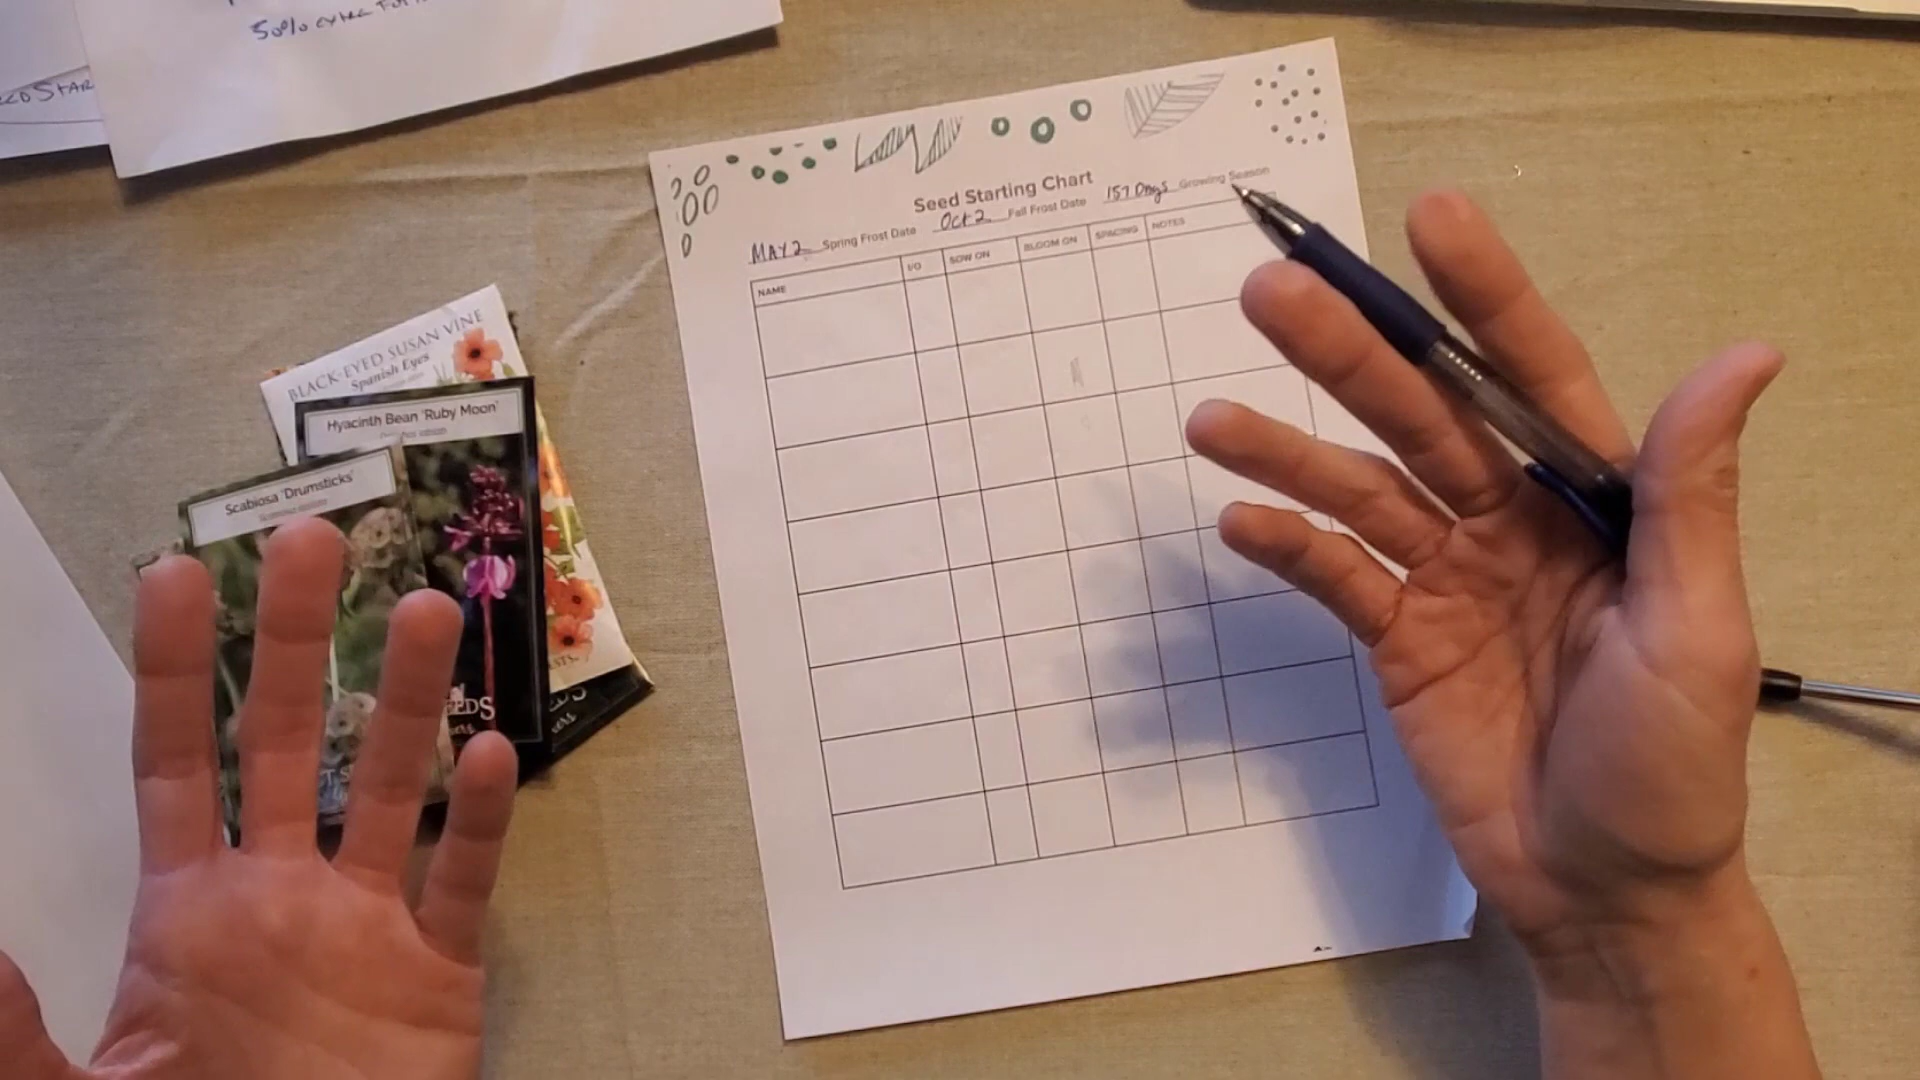 50% extra
Seed Starting Chart
MAY 2 Spring Frost Date Oct 2 Fall Frost Date 157 Days Growing Season
NAME I/O SOW ON BLOOM ON SPACING NOTES
BLACK-EYED SUSAN VINE
Spanish Eyes
Hyacinth Bean 'Ruby Moon'
Scabiosa 'Drumsticks'